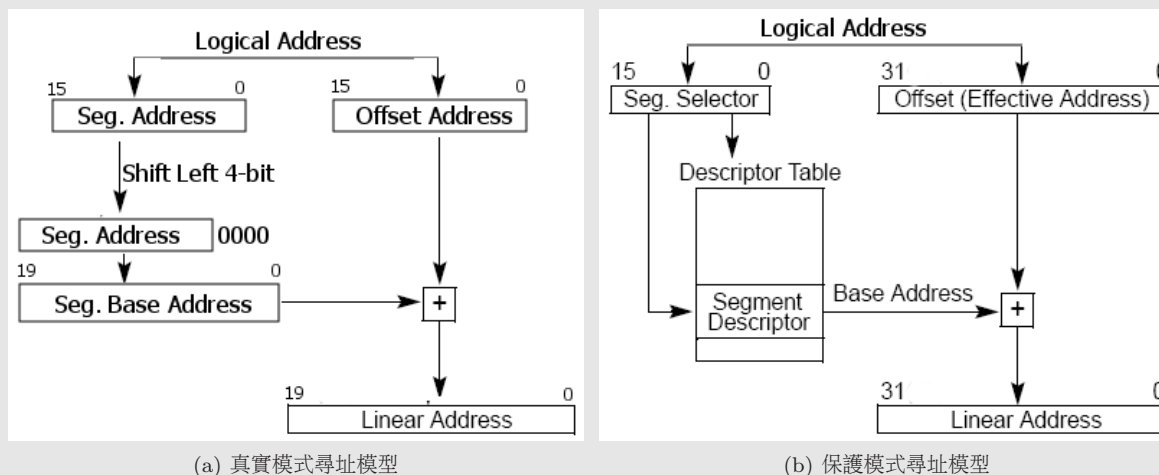 Logical Address
15 0 15 0
Seg. Address Offset Address
Shift Left 4-bit
Seg. Address 0000
19 0
Seg. Base Address +
19 0
Linear Address
(a) 真實模式尋址模型
Logical Address
15 0 31 0
Seg. Selector Offset (Effective Address)
Descriptor Table
Segment Descriptor
Base Address +
31 0
Linear Address
(b) 保護模式尋址模型